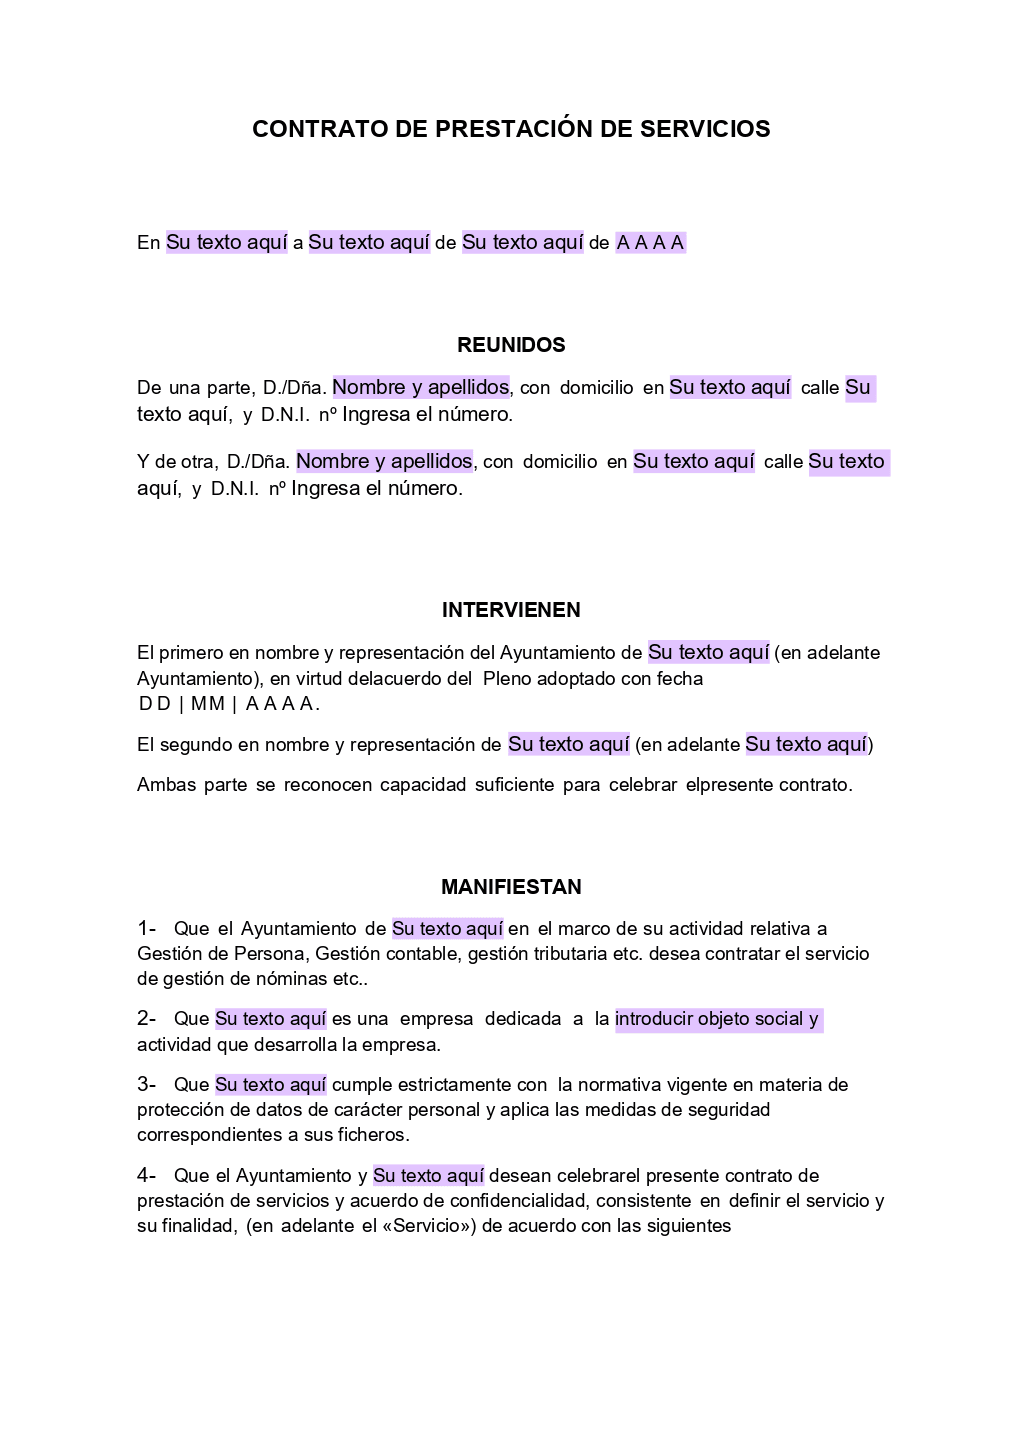 CONTRATO DE PRESTACIÓN DE SERVICIOS
En Su texto aquí a Su texto aquí de Su texto aquí de A A A A
REUNIDOS
De una parte, D./Dña. Nombre y apellidos, con domicilio en Su texto aquí calle Su
texto aquí, y D.N.I. nº Ingresa el número.
Y de otra, D./Dña. Nombre y apellidos, con domicilio en Su texto aquí calle Su texto
aquí, y D.N.I. nº Ingresa el número.
INTERVIENEN
El primero en nombre y representación del Ayuntamiento de Su texto aquí (en adelante
Ayuntamiento), en virtud delacuerdo del Pleno adoptado con fecha
D D | M M | A A A A.
El segundo en nombre y representación de Su texto aquí (en adelante Su texto aquí)
Ambas parte se reconocen capacidad suficiente para celebrar elpresente contrato.
MANIFIESTAN
1- Que el Ayuntamiento de Su texto aquí en el marco de su actividad relativa a
Gestión de Persona, Gestión contable, gestión tributaria etc. desea contratar el servicio
de gestión de nóminas etc..
2- Que Su texto aquí es una empresa dedicada a la introducir objeto social y
actividad que desarrolla la empresa.
3- Que Su texto aquí cumple estrictamente con la normativa vigente en materia de
protección de datos de carácter personal y aplica las medidas de seguridad
correspondientes a sus ficheros.
4- Que el Ayuntamiento y Su texto aquí desean celebrarel presente contrato de
prestación de servicios y acuerdo de confidencialidad, consistente en definir el servicio y
su finalidad, (en adelante el «Servicio») de acuerdo con las siguientes